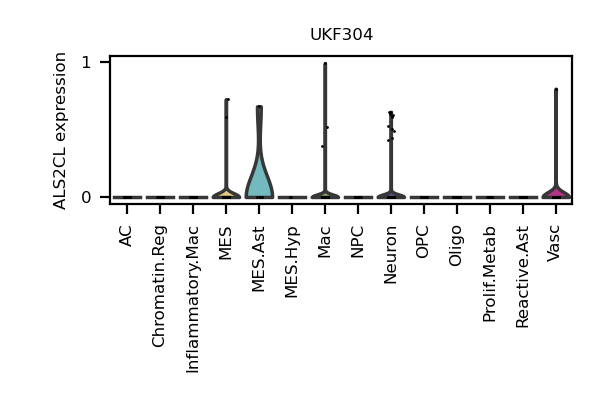 UKF304
ALS2CL expression
1
0
AC
Chromatin.Reg
Inflammatory.Mac
MES
MES.Ast
MES.Hyp
Mac
NPC
Neuron
OPC
Oligo
Prolif.Metab
Reactive.Ast
Vasc